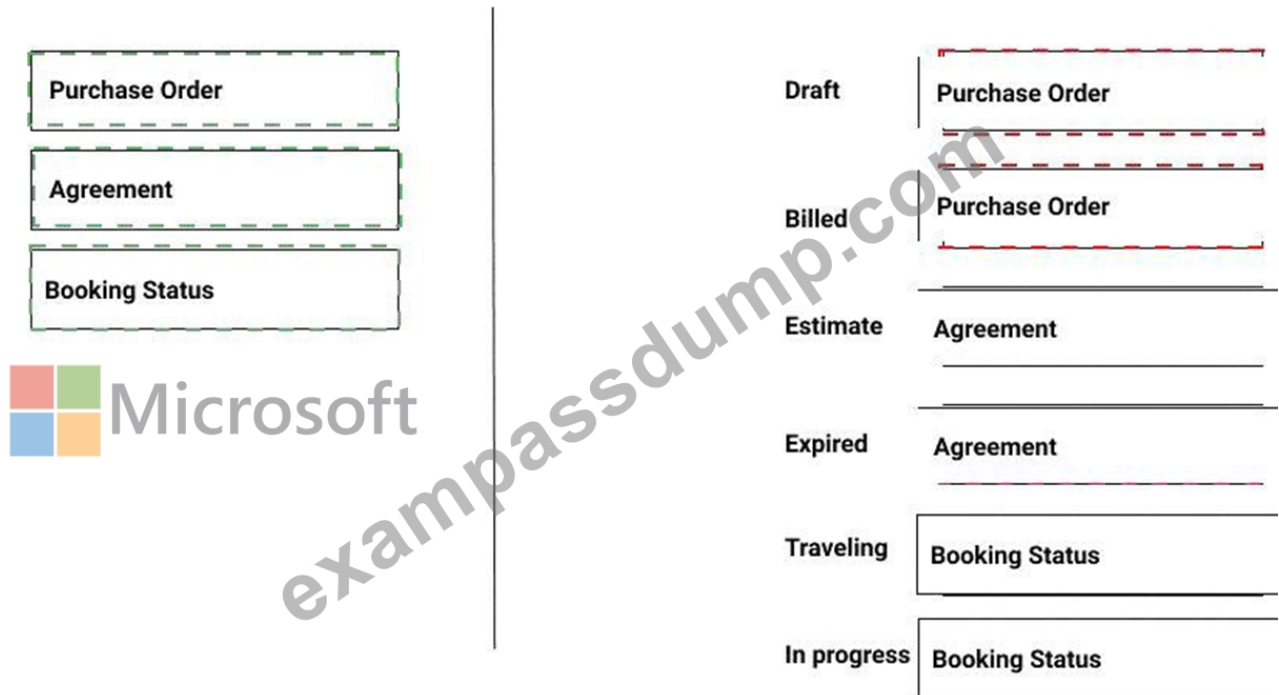 Purchase Order
Agreement
Booking Status
Microsoft
Draft Purchase Order
Billed Purchase Order
Estimate Agreement
Expired Agreement
Traveling Booking Status
In progress Booking Status
exampassdump.com